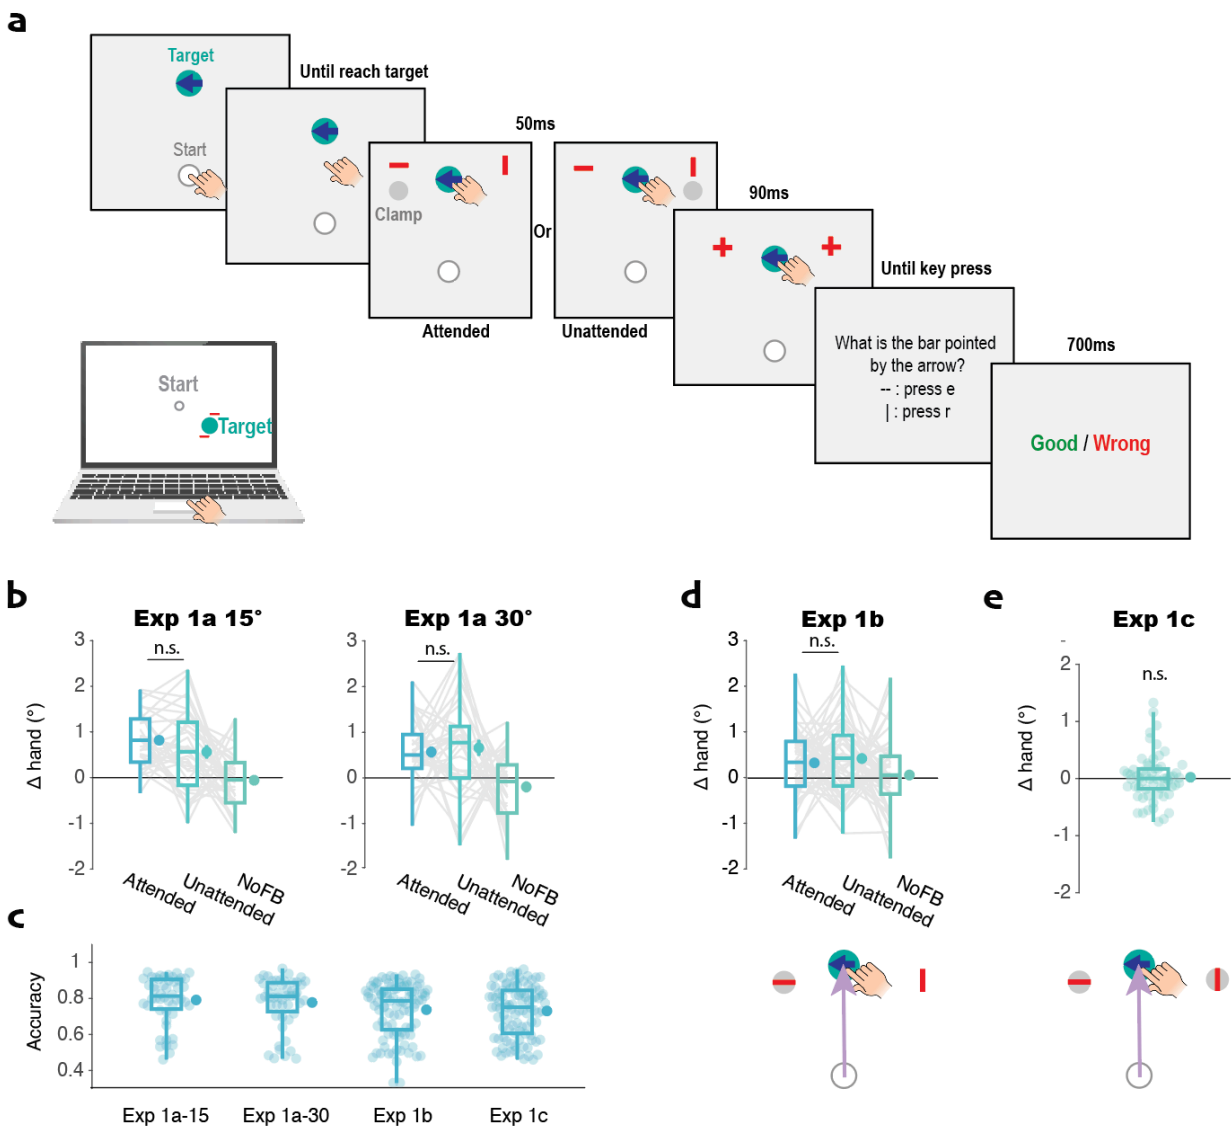 a
Target
Start
Until reach target
50ms
Clamp
Or
Attended
Unattended
90ms
Until key press
What is the bar pointed
by the arrow?
-- : press e
| : press r
700ms
Good / Wrong
Start
Target
b
Exp 1a 15°
Δ hand (°)
3
2
1
0
-1
-2
n.s.
Attended
Unattended
NoFB
Exp 1a 30°
Δ hand (°)
3
2
1
0
-1
-2
n.s.
Attended
Unattended
NoFB
c
Accuracy
1
0.8
0.6
0.4
Exp 1a-15
Exp 1a-30
Exp 1b
Exp 1c
d
Exp 1b
Δ hand (°)
3
2
1
0
-1
-2
n.s.
Attended
Unattended
NoFB
e
Exp 1c
Δ hand (°)
2
1
0
-1
-2
n.s.